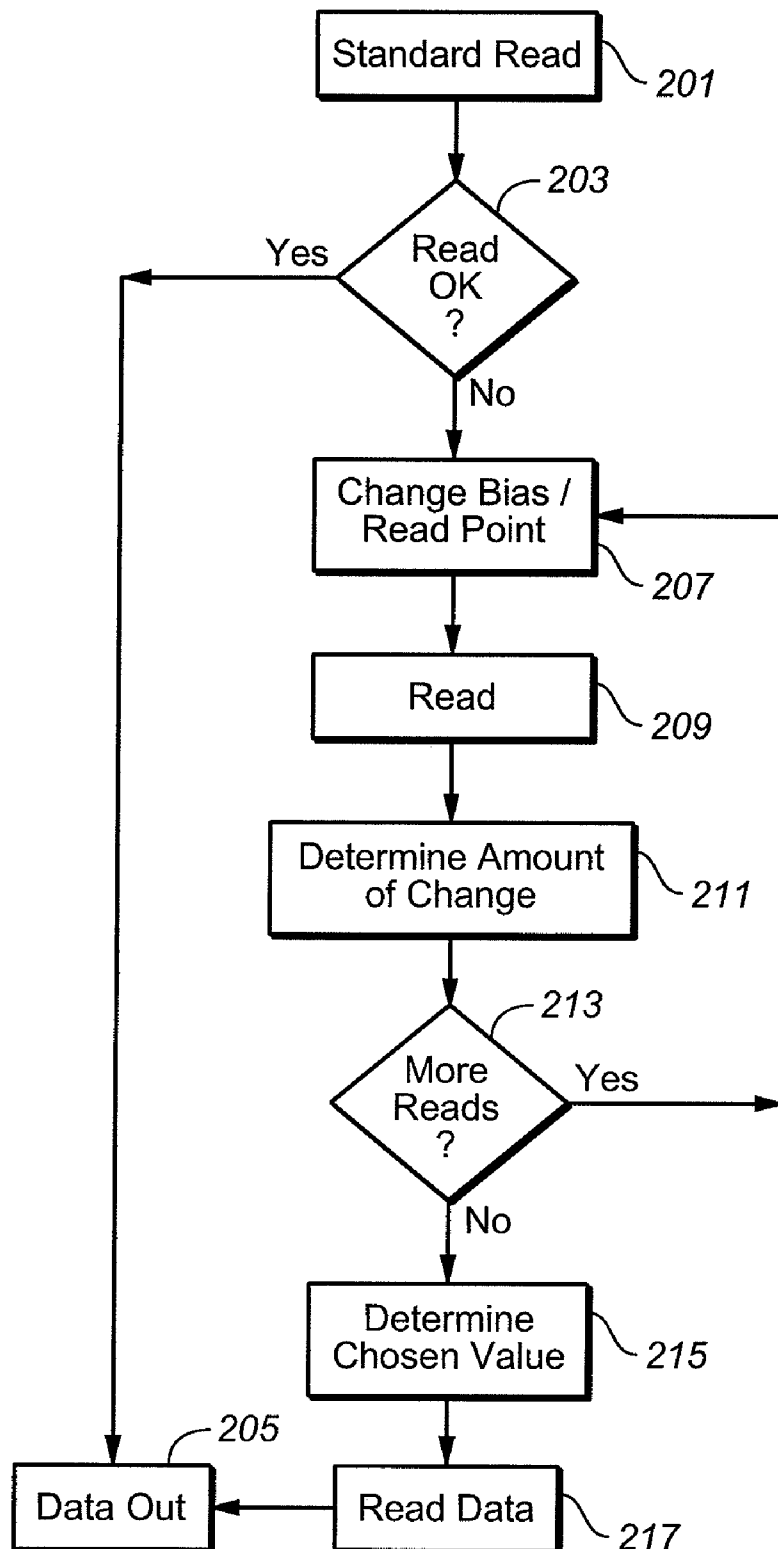 Standard Read
201
203
Yes
Read
OK
?
No
Change Bias /
Read Point
207
Read
209
Determine Amount
of Change
211
213
More
Reads
?
Yes
No
Determine
Chosen Value
215
205
Data Out
Read Data
217